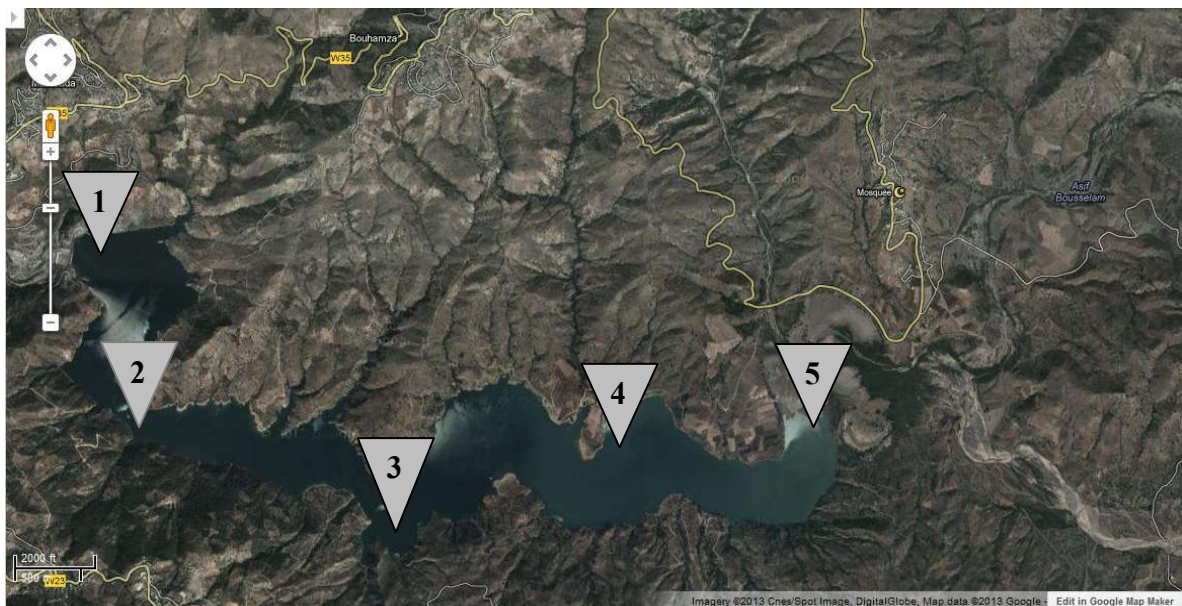 Bouhamza
W35
1
Mosquée
Asif
Bousselam
2
5
4
3
2000 ft
W23
Imagery ©2013 Cnes/Spot Image, DigitalGlobe, Map data ©2013 Google -
Edit in Google Map Maker